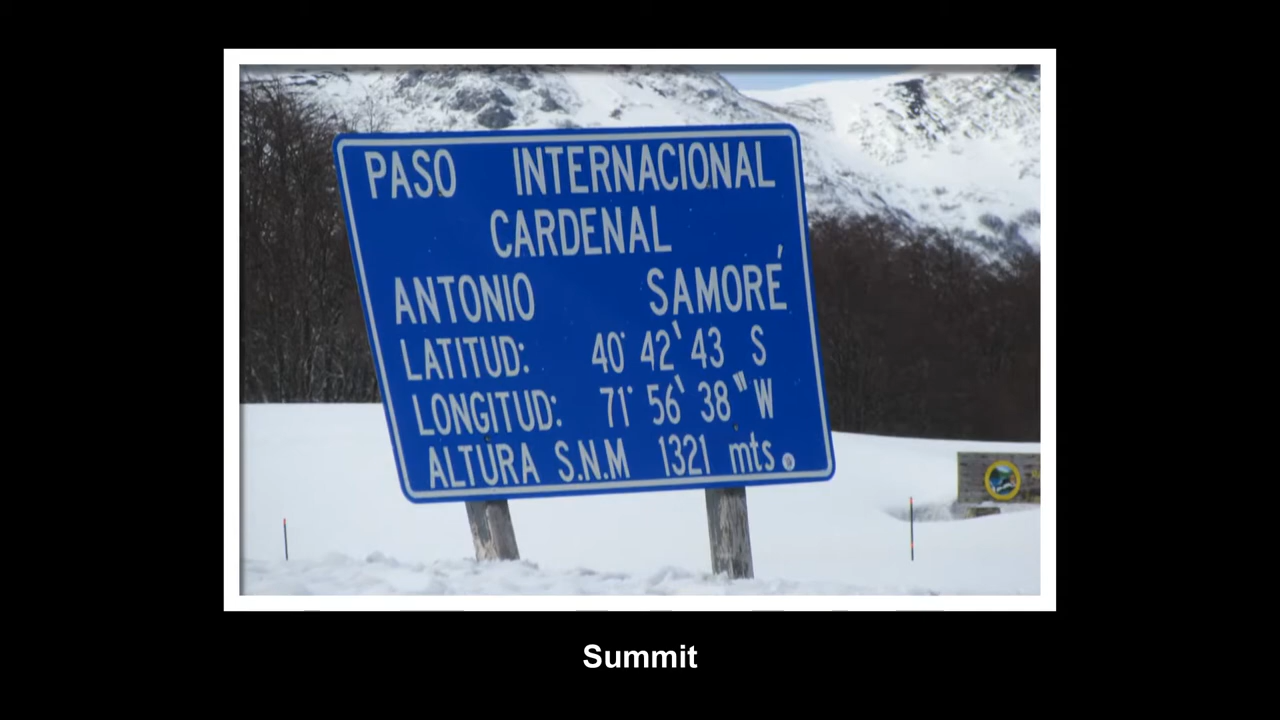 PASO INTERNACIONAL
CARDENAL
ANTONIO SAMORÉ
LATITUD: 40° 42' 43 S
LONGITUD: 71° 56' 38" W
ALTURA S.N.M 1321 mts.
Summit